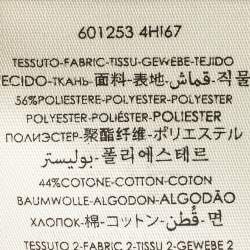 601253 4HI67
TESSUTO-FABRIC-TISSU-GEWEBE-TEJIDO
TECIDO-ТКАНЬ-面料-表地-قماش-직물
56%POLIESTERE-POLYESTER-POLYESTER
POLYESTER-POLIÉSTER-POLIÉSTER
ПОЛИЭСТЕР-聚酯纤维-ポリエステル
بوليستر-폴리에스테르
44%COTONE-COTTON-COTON
BAUMWOLLE-ALGODON-ALGODÃO
ХЛОПОК-棉-コットン-قُطن-면
TESSUTO 2-FABRIC 2-TISSU 2-GEWEBE 2